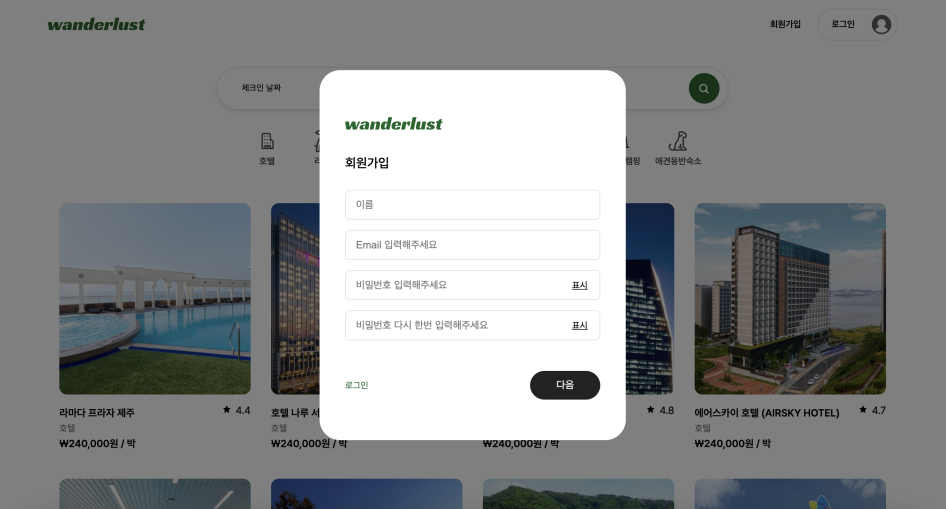 wanderlust
회원가입
로그인
체크인 날짜
wanderlust
회원가입
이름
Email 입력해주세요
비밀번호 입력해주세요 표시
비밀번호 다시 한번 입력해주세요 표시
로그인
다음
호텔
애견동반숙소
라마다 프라자 제주 4.4
호텔
₩240,000원 / 박
호텔 나루 서
호텔
₩240,000원 / 박
4.8
₩240,000원 / 박
에어스카이 호텔 (AIRSKY HOTEL) 4.7
호텔
₩240,000원 / 박